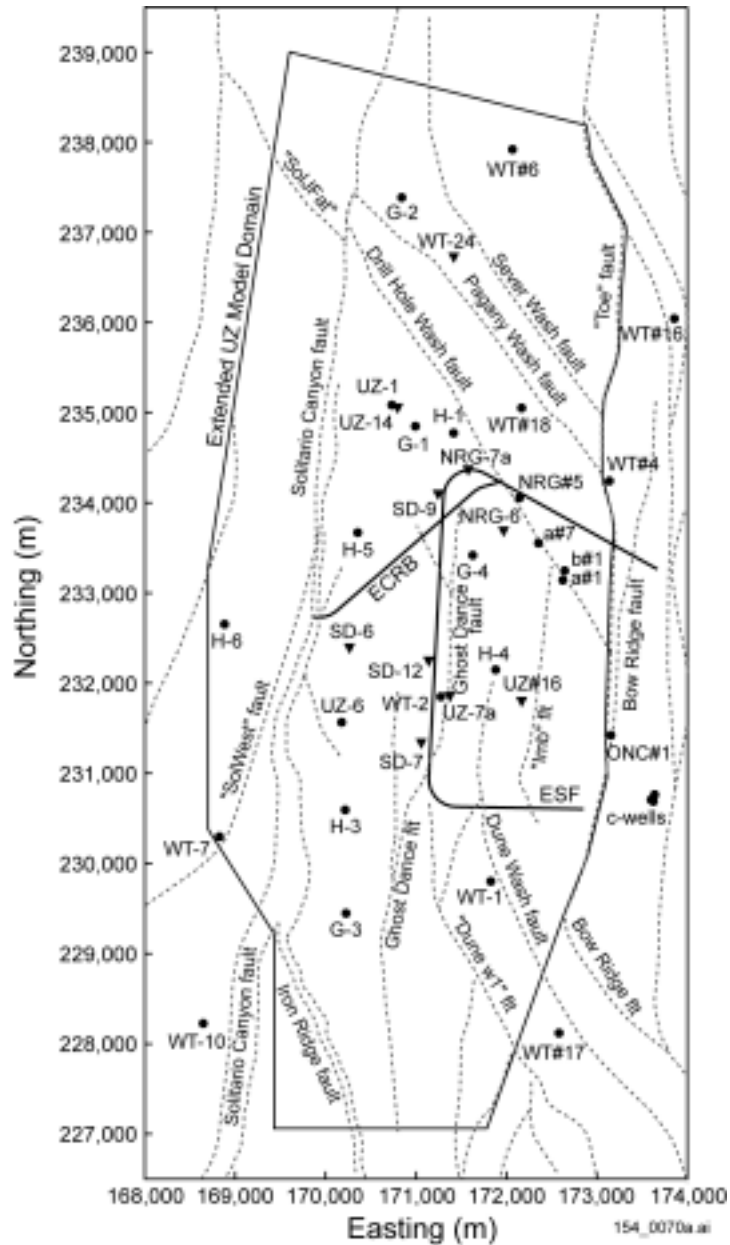 239,000
238,000
237,000
236,000
235,000
234,000
233,000
232,000
231,000
230,000
229,000
228,000
227,000
Northing (m)
168,000
169,000
170,000
171,000
172,000
173,000
174,000
Easting (m)
154_0070a.ai
Extended UZ Model Domain
"SolJFat"
WT#6
G-2
WT-24
Sever Wash fault
Pagany Wash fault
Drill Hole Wash fault
"Toe" fault
WT#16
Solitario Canyon fault
UZ-1
UZ-14
G-1
H-1
WT#18
WT#4
NRG-7a
NRG#5
SD-9
NRG-6
a#7
b#1
a#1
H-5
ECRB
G-4
Ghost Dance
fault
Bow Ridge fault
H-6
SD-6
SD-12
H-4
UZ#16
WT-2
UZ-7a
UZ-6
SD-7
"Imb" flt
ONC#1
"SolWest" fault
ESF
c-wells
H-3
WT-7
Ghost Dance flt
Dune Wash fault
WT-1
G-3
"Dune w1" flt
Bow Ridge flt
WT-10
Solitario Canyon fault
Iron Ridge fault
WT#17